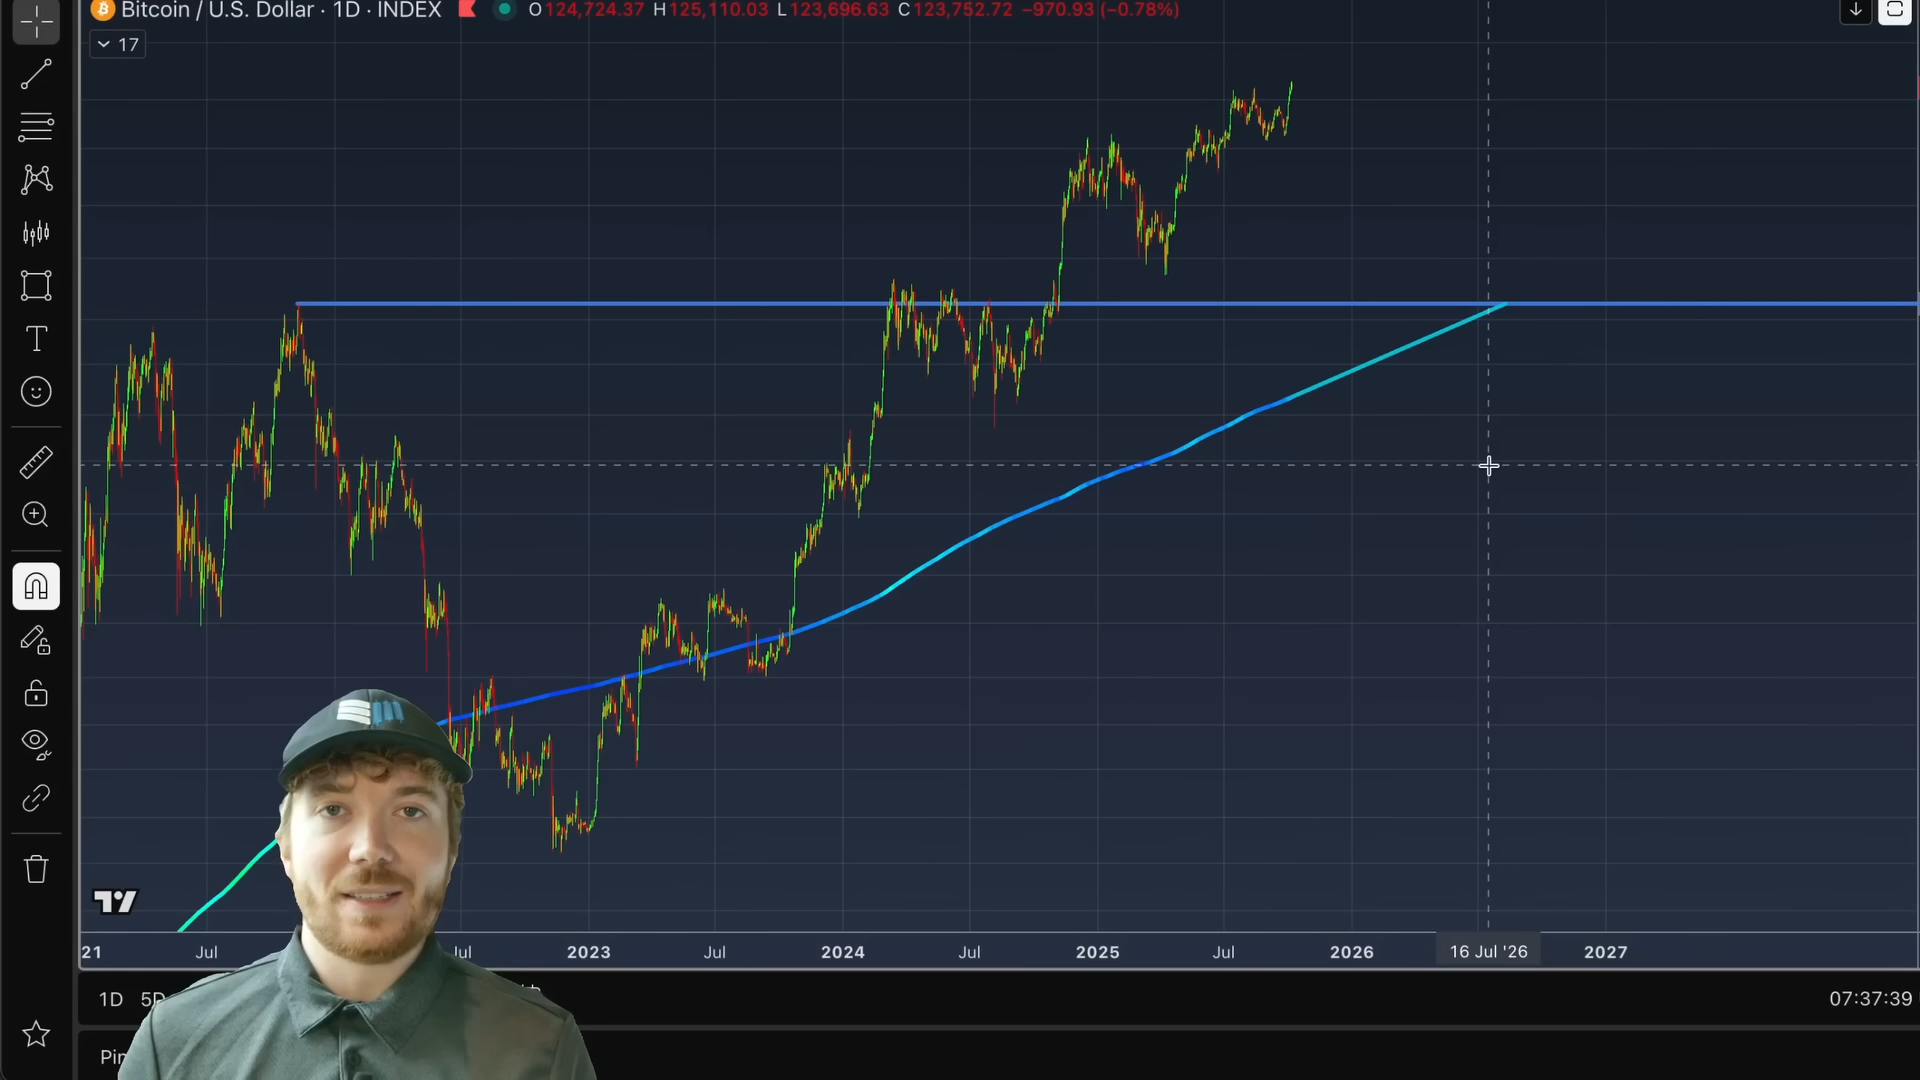 Bitcoin / U.S. Dollar · 1D · INDEX O124,724.37 H125,110.03 L123,696.63 C123,752.72 −970.93 (−0.78%)
17
21 Jul Jul 2023 Jul 2024 Jul 2025 Jul 2026 16 Jul '26 2027
1D 5D 07:37:39